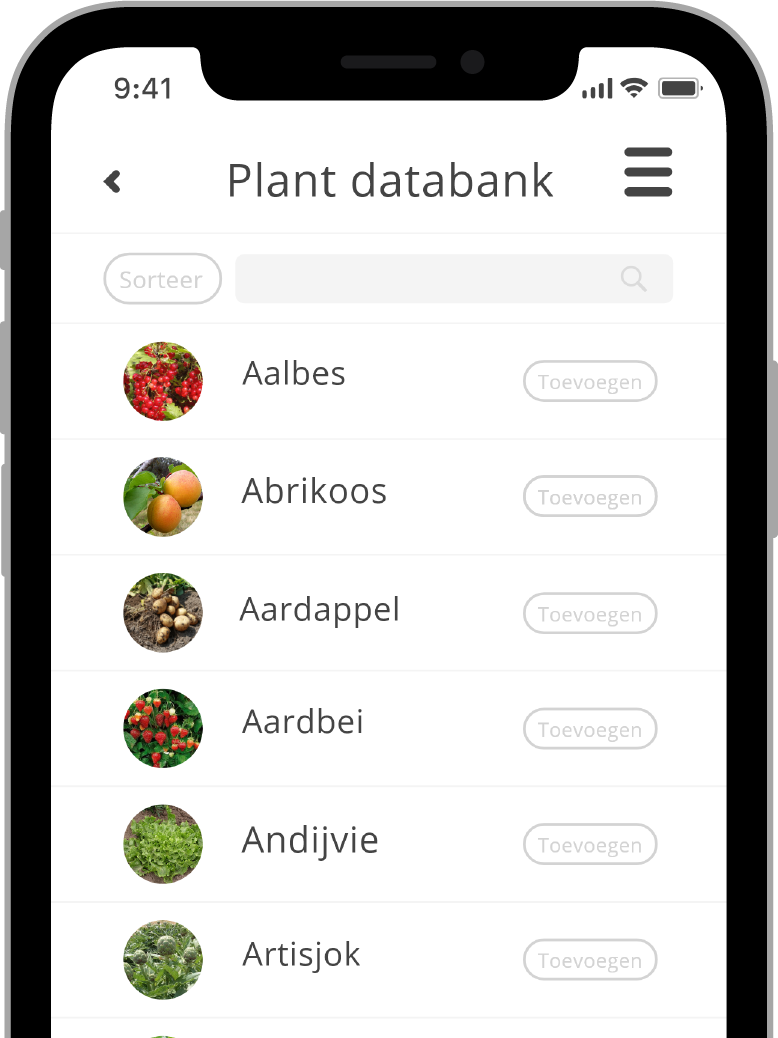 9:41
Plant databank
Sorteer
Aalbes
Toevoegen
Abrikoos
Toevoegen
Aardappel
Toevoegen
Aardbei
Toevoegen
Andijvie
Toevoegen
Artisjok
Toevoegen